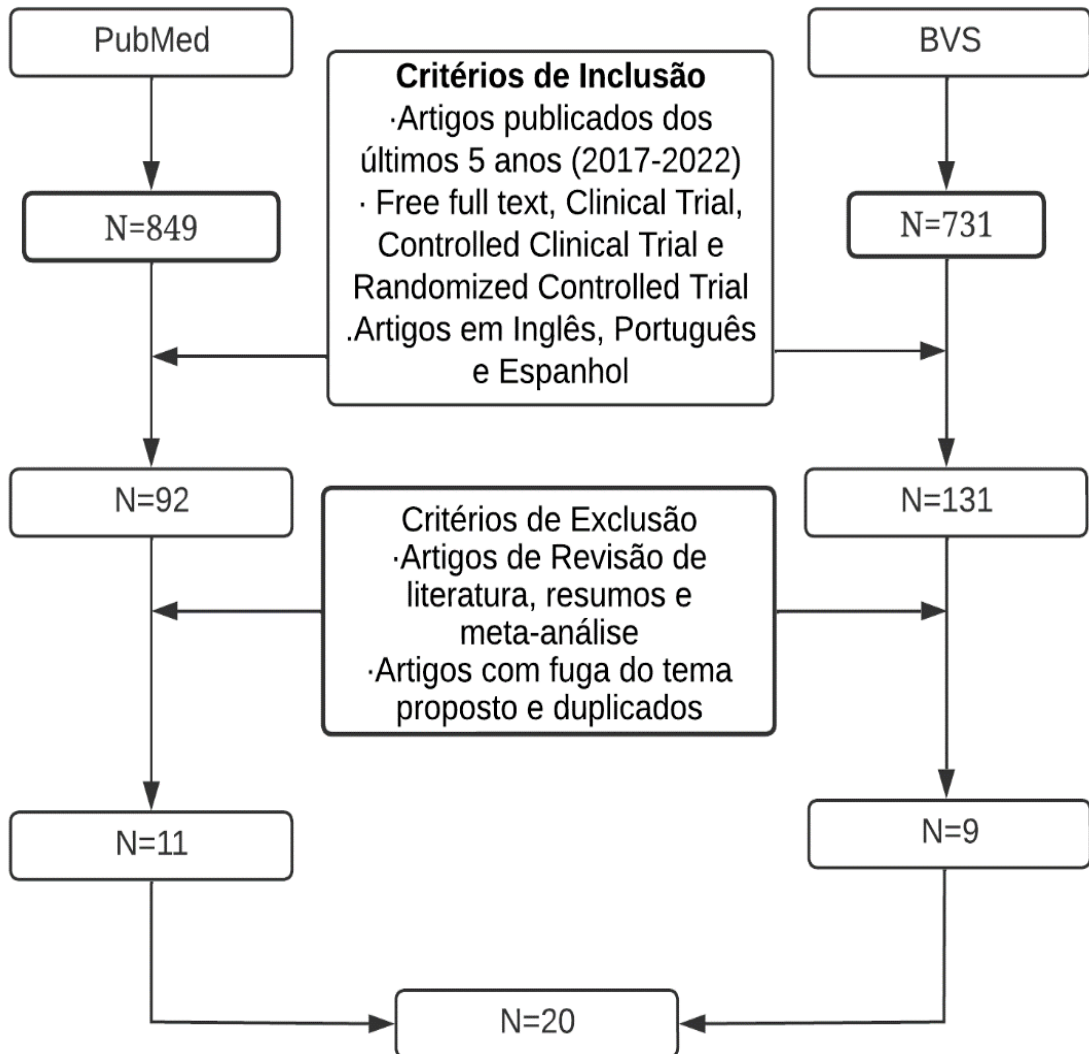 PubMed
BVS
Critérios de Inclusão
·Artigos publicados dos
últimos 5 anos (2017-2022)
· Free full text, Clinical Trial,
Controlled Clinical Trial e
Randomized Controlled Trial
.Artigos em Inglês, Português
e Espanhol
N=849
N=731
N=92
N=131
Critérios de Exclusão
·Artigos de Revisão de
literatura, resumos e
meta-análise
·Artigos com fuga do tema
proposto e duplicados
N=11
N=9
N=20